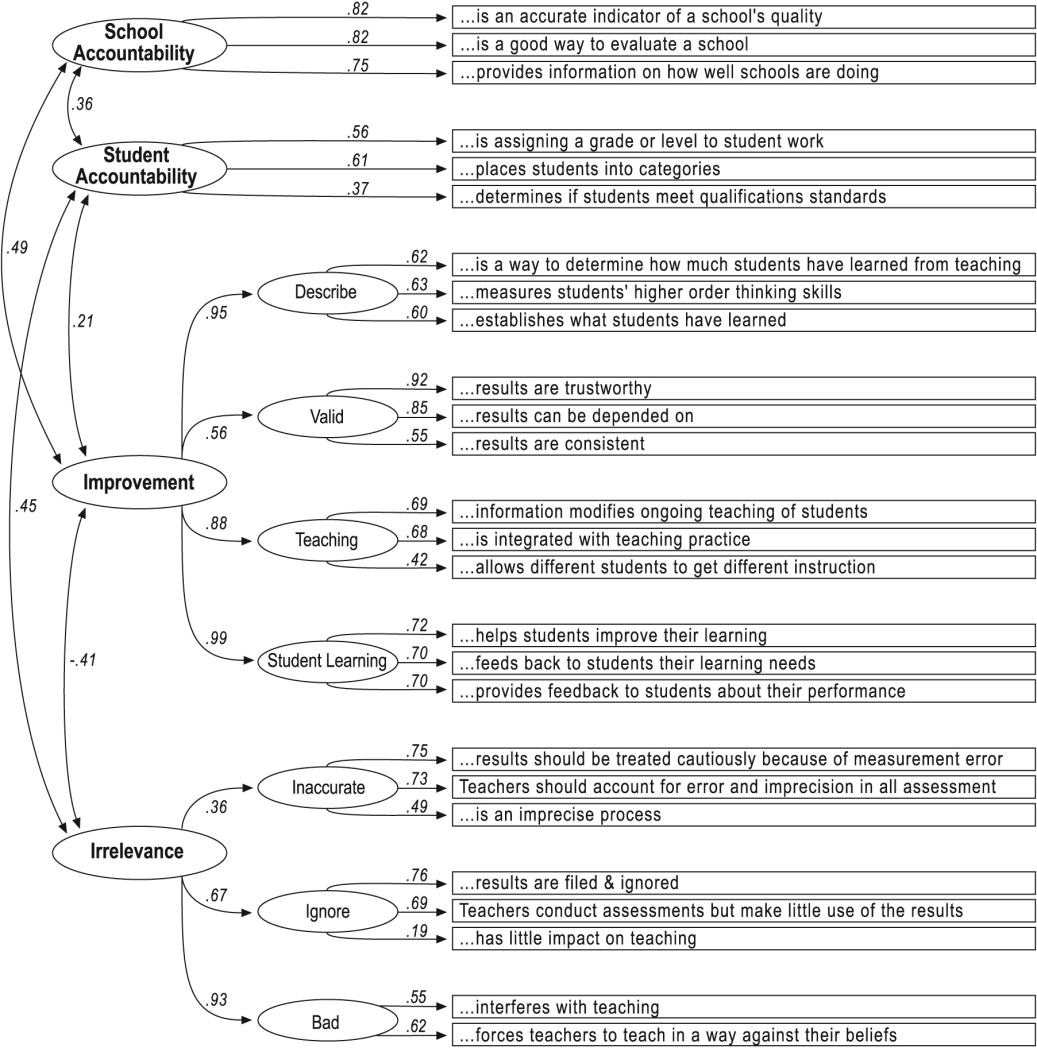 School
Accountability
.82
...is an accurate indicator of a school's quality
.82
...is a good way to evaluate a school
.75
...provides information on how well schools are doing
.36
Student
Accountability
.56
...is assigning a grade or level to student work
.61
...places students into categories
.37
...determines if students meet qualifications standards
.49
.21
.45
-.41
Improvement
.95
Describe
.62
...is a way to determine how much students have learned from teaching
.63
...measures students' higher order thinking skills
.60
...establishes what students have learned
.56
Valid
.92
...results are trustworthy
.85
...results can be depended on
.55
...results are consistent
.88
Teaching
.69
...information modifies ongoing teaching of students
.68
...is integrated with teaching practice
.42
...allows different students to get different instruction
.99
Student Learning
.72
...helps students improve their learning
.70
...feeds back to students their learning needs
.70
...provides feedback to students about their performance
Irrelevance
.36
Inaccurate
.75
...results should be treated cautiously because of measurement error
.73
Teachers should account for error and imprecision in all assessment
.49
...is an imprecise process
.67
Ignore
.76
...results are filed & ignored
.69
Teachers conduct assessments but make little use of the results
.19
...has little impact on teaching
.93
Bad
.55
...interferes with teaching
.62
...forces teachers to teach in a way against their beliefs